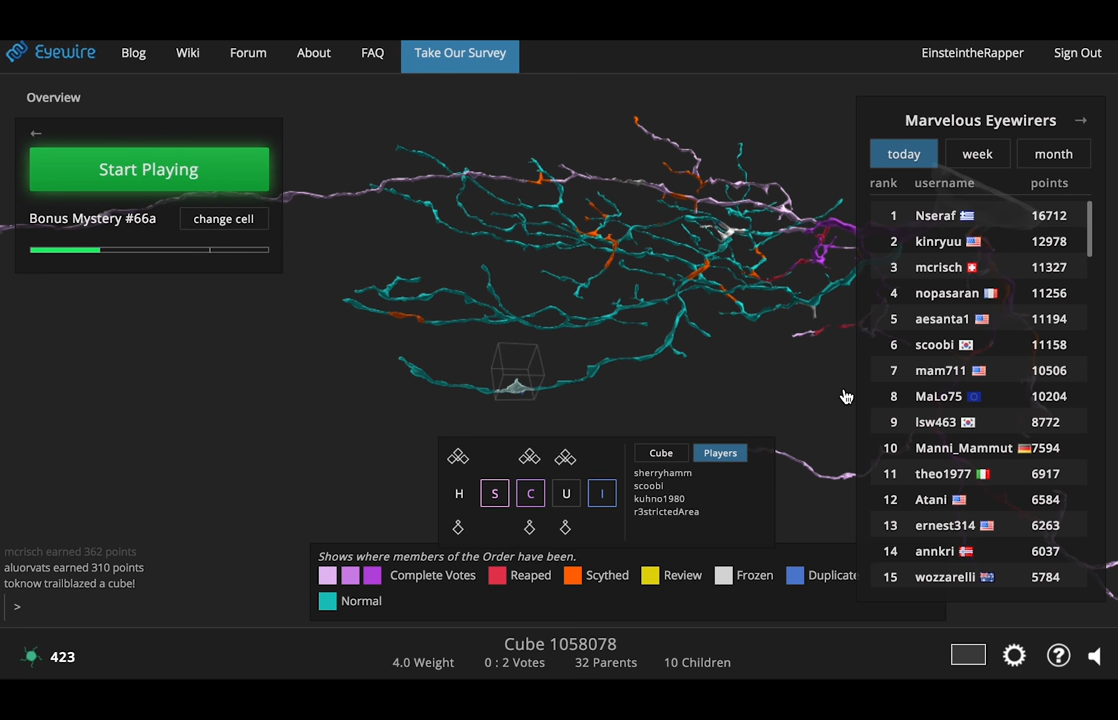 Eyewire
Blog
Wiki
Forum
About
FAQ
Take Our Survey
EinsteintheRapper
Sign Out
Overview
←
Start Playing
Bonus Mystery #66a
change cell
Marvelous Eyewirers →
today
week
month
rank username points
1 Nseraf 16712
2 kinryuu 12978
3 mcrisch 11327
4 nopasaran 11256
5 aesanta1 11194
6 scoobi 11158
7 mam711 10506
8 MaLo75 10204
9 lsw463 8772
10 Manni_Mammut 7594
11 theo1977 6917
12 Atani 6584
13 ernest314 6263
14 annkri 6037
15 wozzarelli 5784
H S C U I
Cube
Players
sherryhamm
scoobi
kuhno1980
r3strictedArea
Shows where members of the Order have been.
Complete Votes
Reaped
Scythed
Review
Frozen
Duplicate
Normal
mcrisch earned 362 points
aluorvats earned 310 points
toknow trailblazed a cube!
>
423
Cube 1058078
4.0 Weight
0 : 2 Votes
32 Parents
10 Children
?